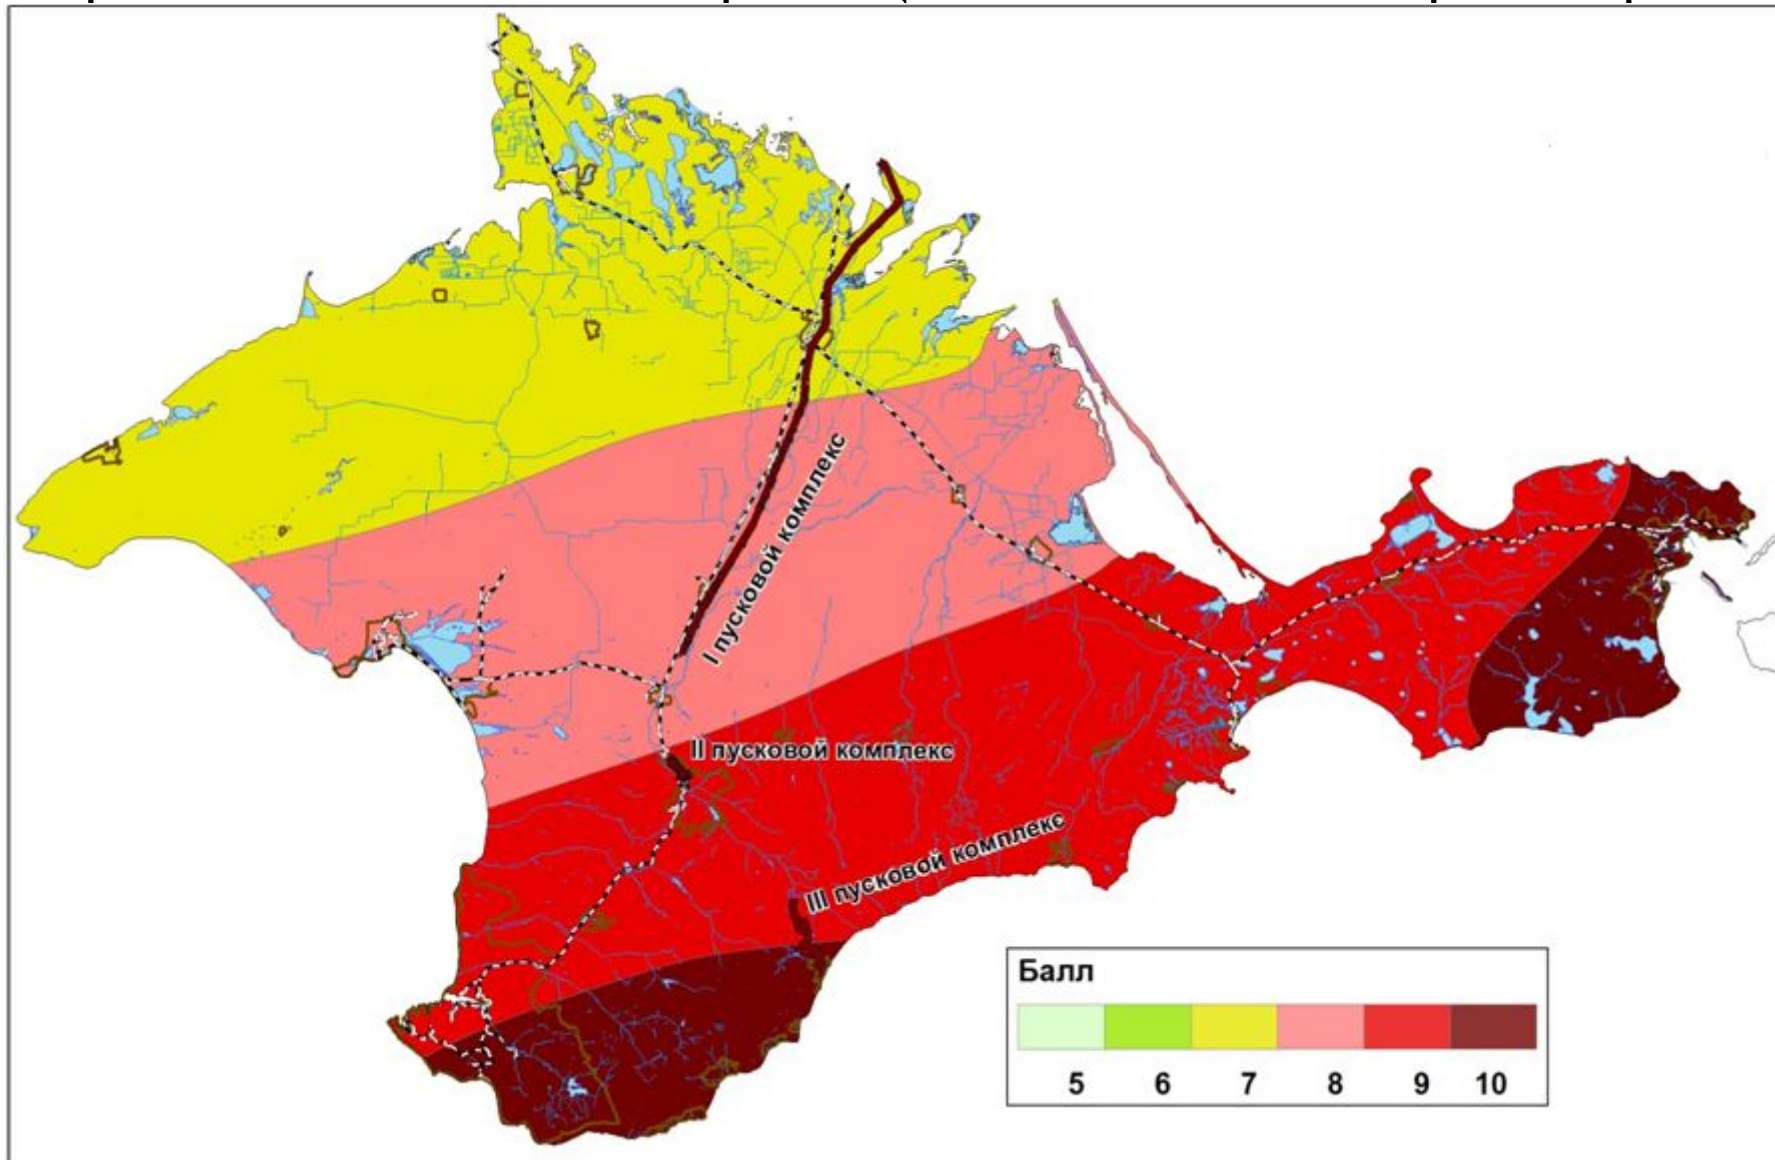 I пусковой комплекс
II пусковой комплекс
III пусковой комплекс
Балл
5 6 7 8 9 10